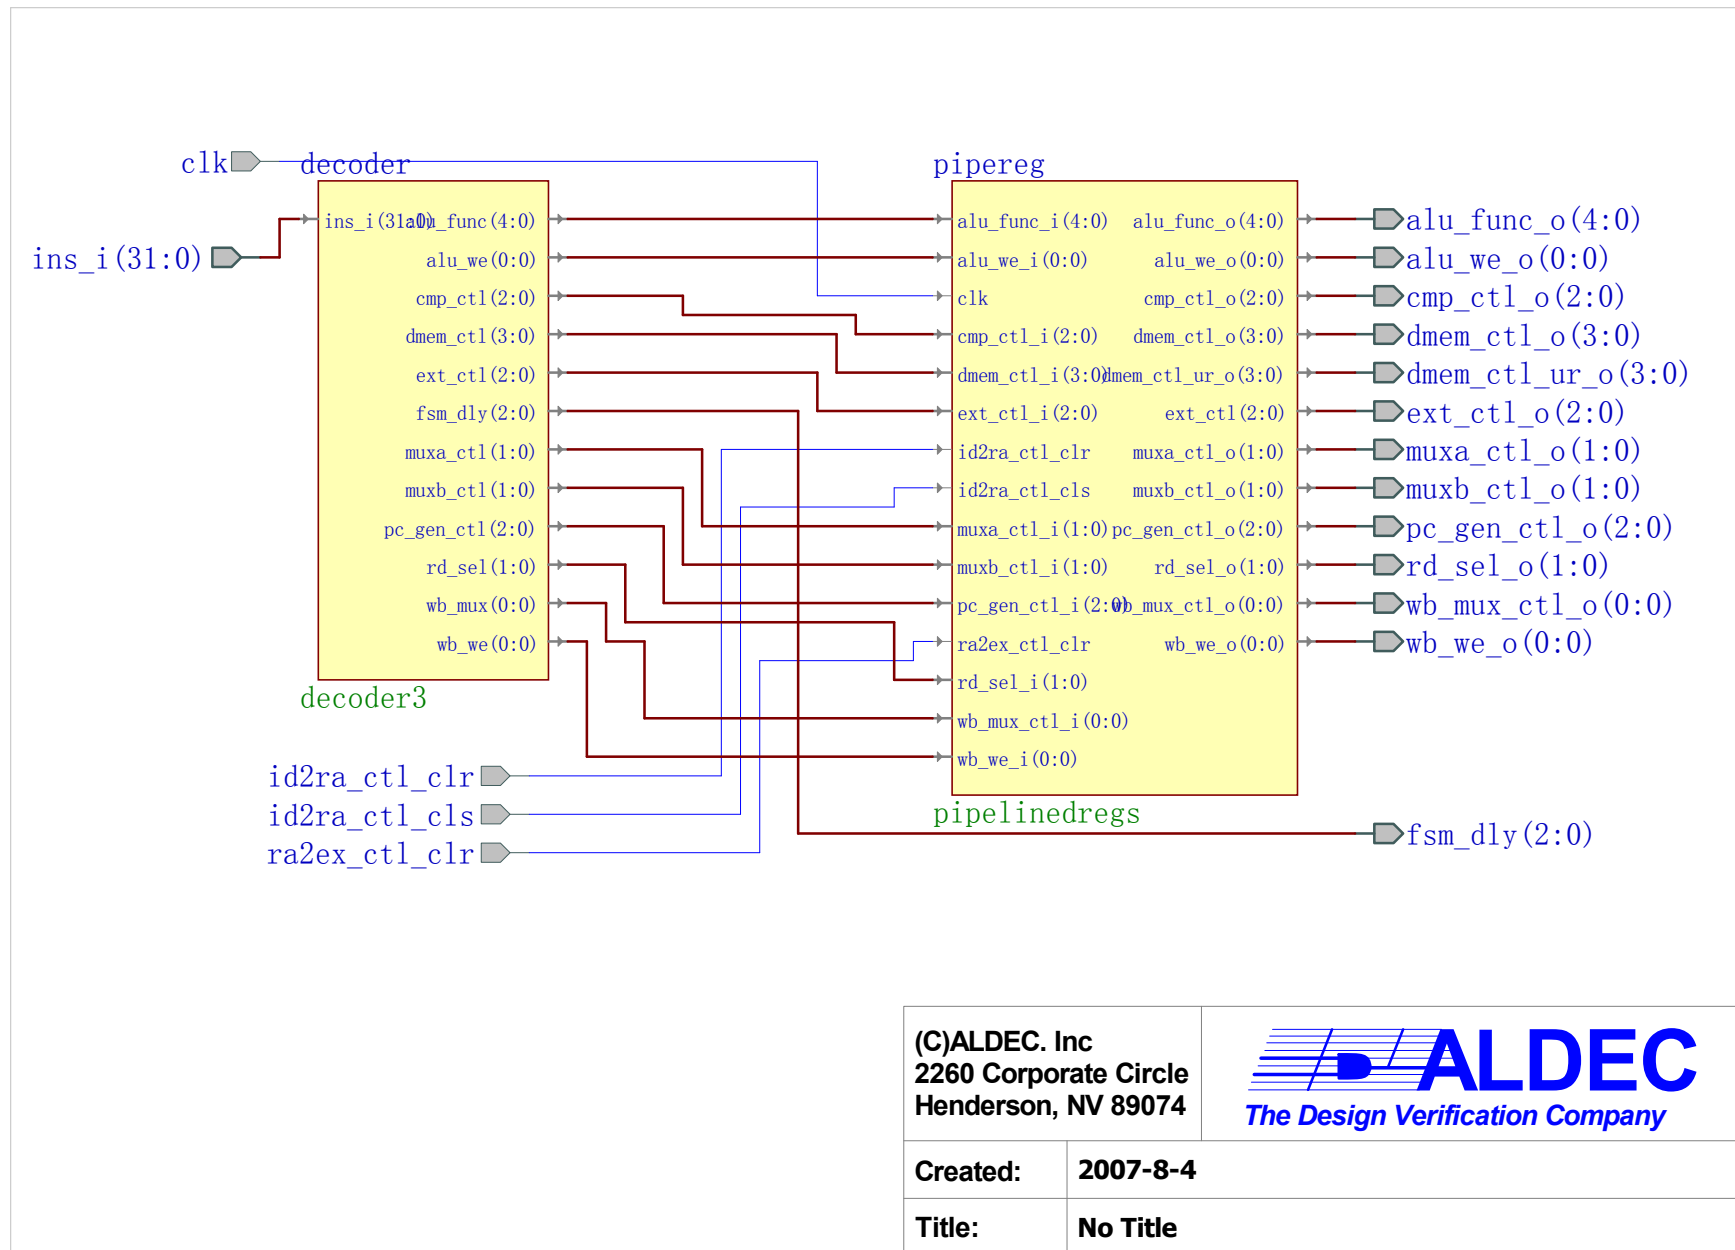 clk
decoder
pipereg
ins_i(31:0)
ins_i(31:0)
alu_func(4:0)
alu_we(0:0)
cmp_ctl(2:0)
dmem_ctl(3:0)
ext_ctl(2:0)
fsm_dly(2:0)
muxa_ctl(1:0)
muxb_ctl(1:0)
pc_gen_ctl(2:0)
rd_sel(1:0)
wb_mux(0:0)
wb_we(0:0)
decoder3
id2ra_ctl_clr
id2ra_ctl_cls
ra2ex_ctl_clr
alu_func_i(4:0)
alu_we_i(0:0)
clk
cmp_ctl_i(2:0)
dmem_ctl_i(3:0)
ext_ctl_i(2:0)
id2ra_ctl_clr
id2ra_ctl_cls
muxa_ctl_i(1:0)
muxb_ctl_i(1:0)
pc_gen_ctl_i(2:0)
ra2ex_ctl_clr
rd_sel_i(1:0)
wb_mux_ctl_i(0:0)
wb_we_i(0:0)
alu_func_o(4:0)
alu_we_o(0:0)
cmp_ctl_o(2:0)
dmem_ctl_o(3:0)
dmem_ctl_ur_o(3:0)
ext_ctl(2:0)
muxa_ctl_o(1:0)
muxb_ctl_o(1:0)
pc_gen_ctl_o(2:0)
rd_sel_o(1:0)
wb_mux_ctl_o(0:0)
wb_we_o(0:0)
pipelinedregs
alu_func_o(4:0)
alu_we_o(0:0)
cmp_ctl_o(2:0)
dmem_ctl_o(3:0)
dmem_ctl_ur_o(3:0)
ext_ctl_o(2:0)
muxa_ctl_o(1:0)
muxb_ctl_o(1:0)
pc_gen_ctl_o(2:0)
rd_sel_o(1:0)
wb_mux_ctl_o(0:0)
wb_we_o(0:0)
fsm_dly(2:0)
(C)ALDEC. Inc
2260 Corporate Circle
Henderson, NV 89074
ALDEC
The Design Verification Company
Created: 2007-8-4
Title: No Title